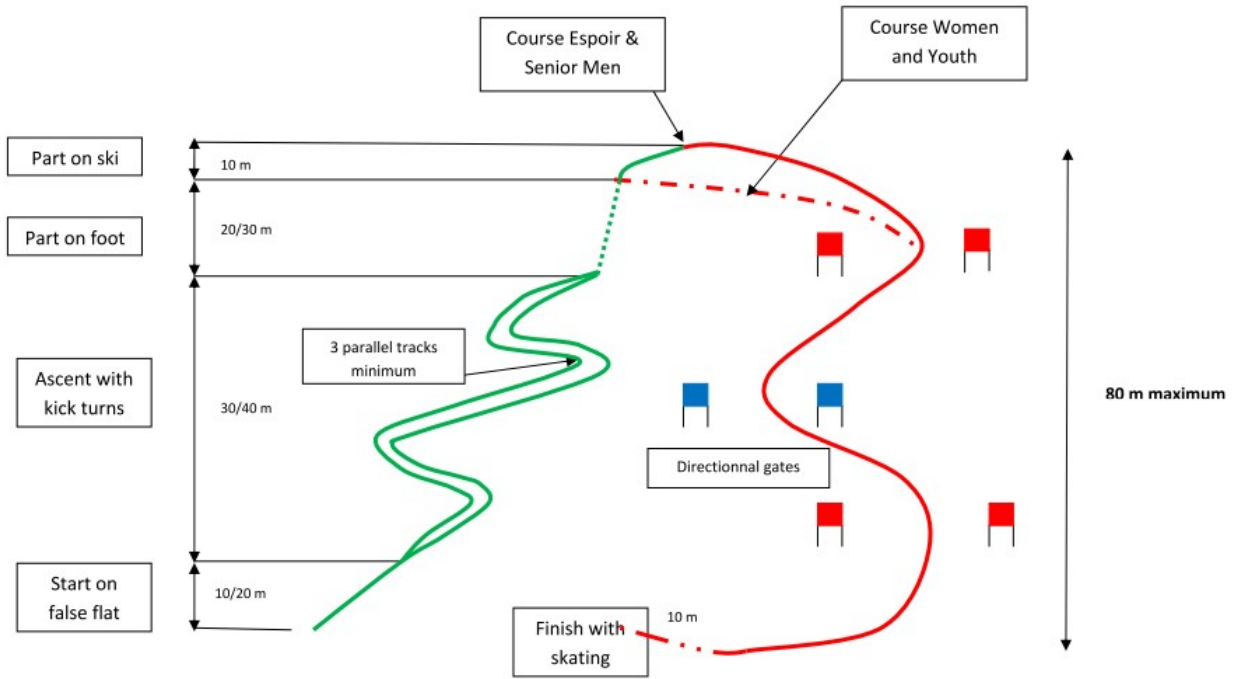 Course Espoir &
Senior Men
Course Women
and Youth
Part on ski
10 m
Part on foot
20/30 m
3 parallel tracks
minimum
Ascent with
kick turns
30/40 m
80 m maximum
Directionnal gates
Start on
false flat
10/20 m
Finish with
skating
10 m